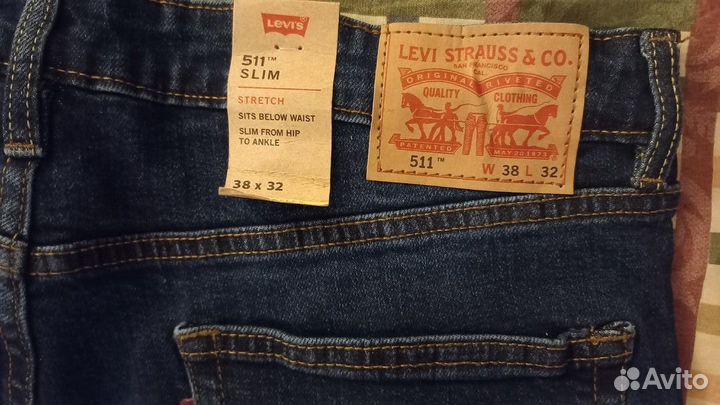 Levi's
511™
SLIM
STRETCH
SITS BELOW WAIST
SLIM FROM HIP
TO ANKLE
38 x 32
LEVI STRAUSS & CO.
SAN FRANCISCO
CAL.
ORIGINAL RIVETED
QUALITY CLOTHING
PATENTED MAY 20 1873
511™ W 38 L 32
Avito